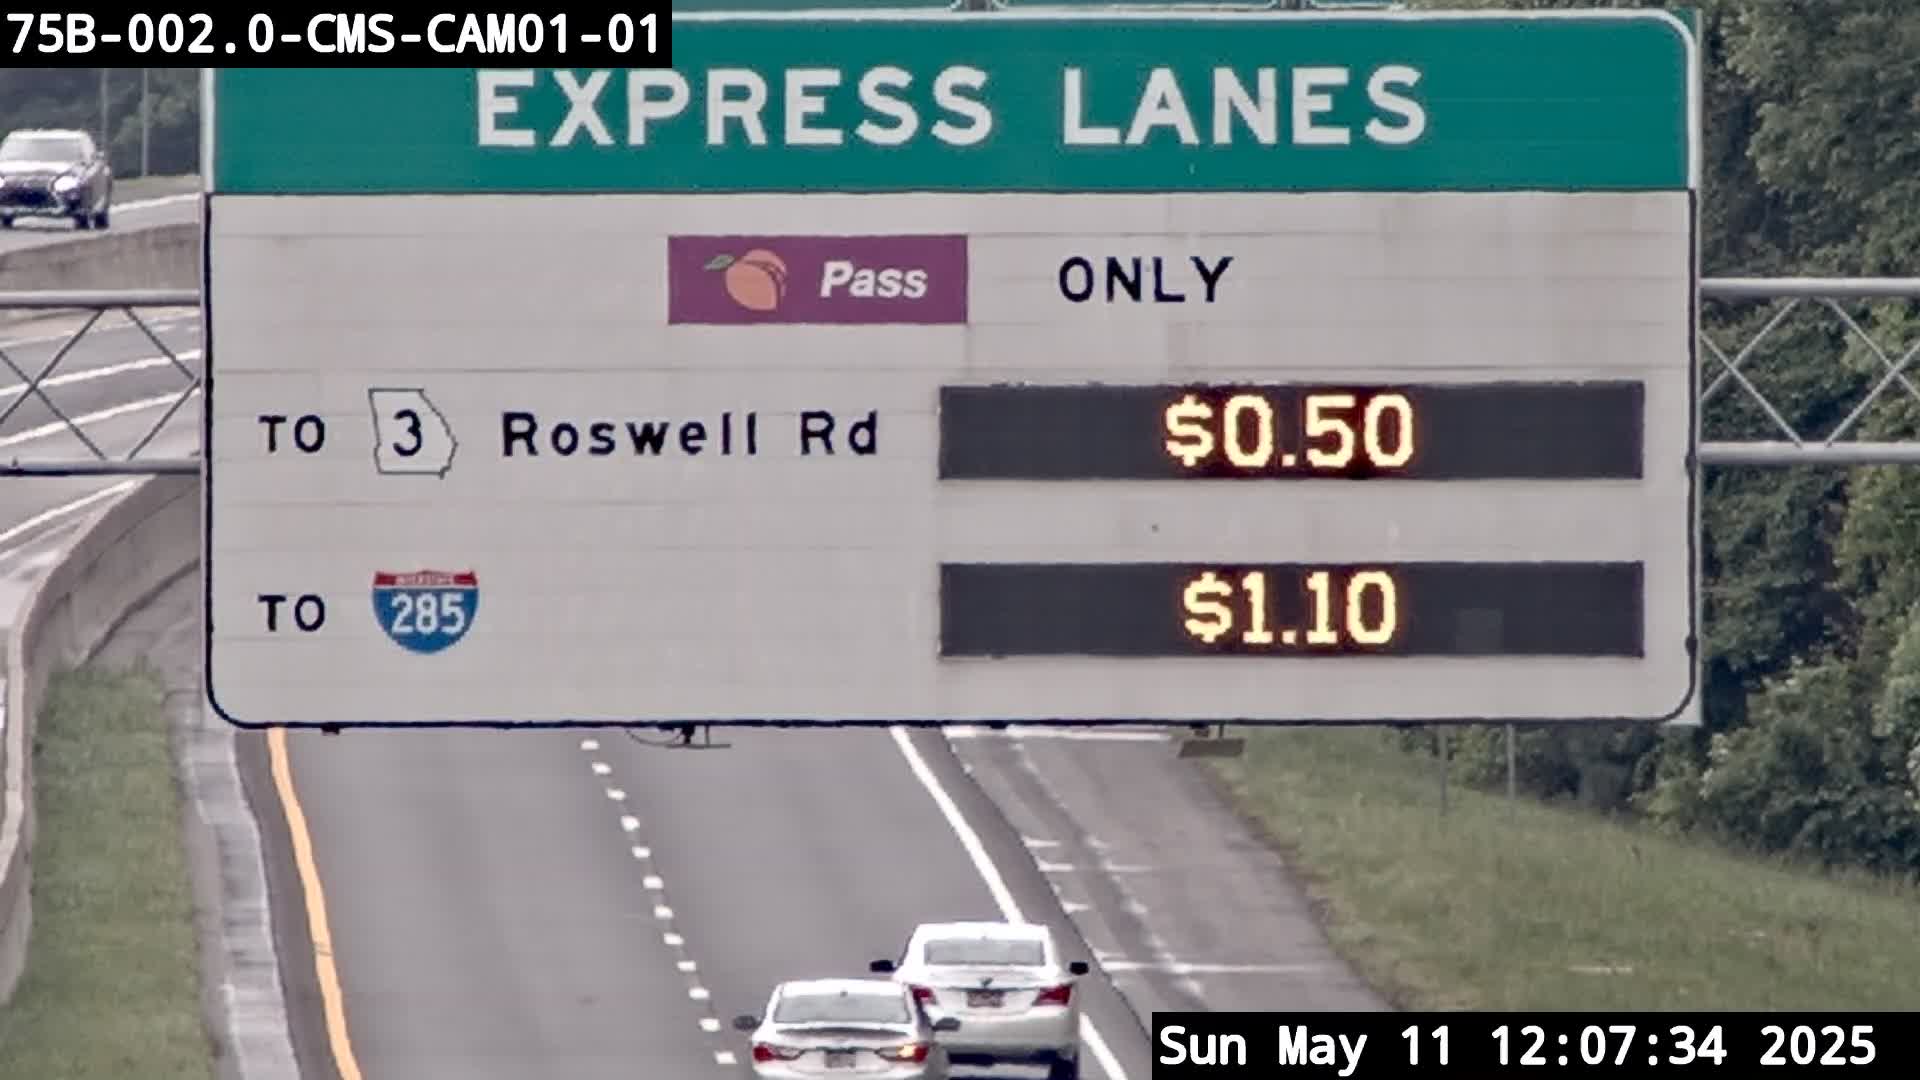 75B-002.0-CMS-CAM01-01
EXPRESS LANES
Pass ONLY
TO 3 Roswell Rd $0.50
TO INTERSTATE 285 $1.10
Sun May 11 12:07:34 2025